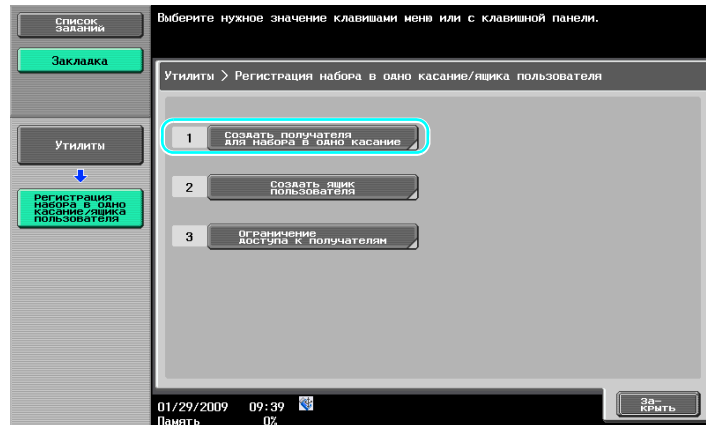 Список
заданий
Закладка
Выберите нужное значение клавишами меню или с клавишной панели.
Утилиты > Регистрация набора в одно касание/ящика пользователя
Утилиты
Регистрация
набора в одно
касание/ящика
пользователя
1 Создать получателя
для набора в одно касание
2 Создать ящик
пользователя
3 Ограничение
доступа к получателям
01/29/2009 09:39
Память 0%
За-
крыть